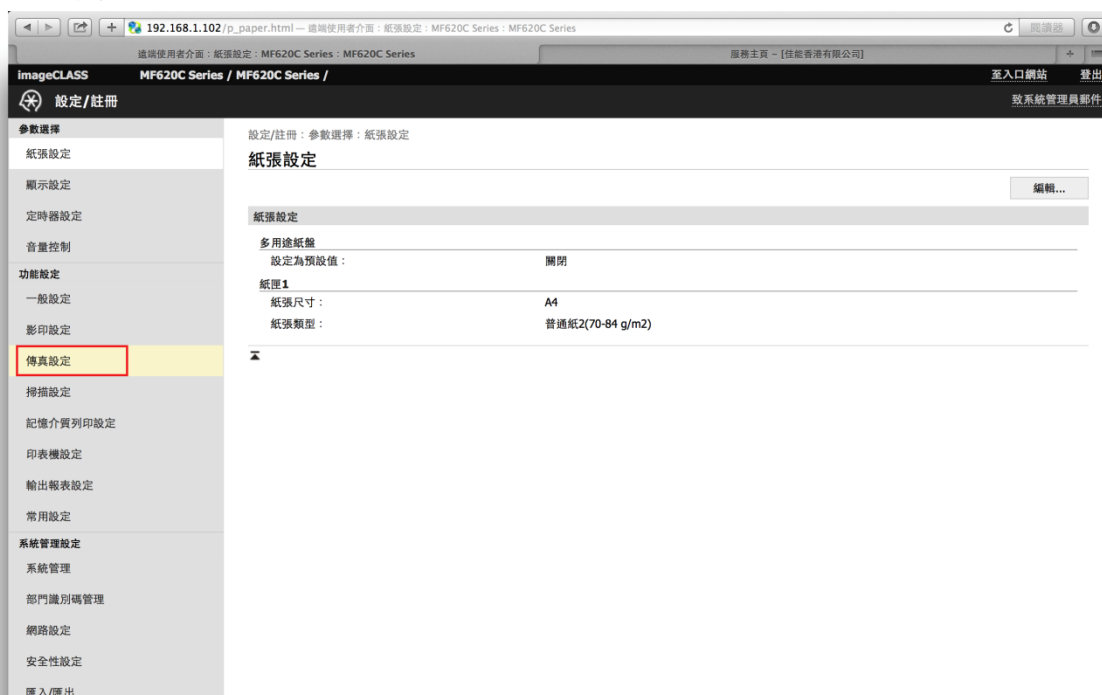 192.168.1.102/p_paper.html — 遠端使用者介面：紙張設定：MF620C Series：MF620C Series
閱讀器
遠端使用者介面：紙張設定：MF620C Series：MF620C Series
服務主頁 – [佳能香港有限公司]
imageCLASS MF620C Series / MF620C Series /
至入口網站 登出
設定/註冊
致系統管理員郵件
參數選擇
設定/註冊：參數選擇：紙張設定
紙張設定
紙張設定
顯示設定
編輯...
定時器設定
紙張設定
音量控制
多用途紙盤
設定為預設值： 關閉
功能設定
紙匣1
一般設定
紙張尺寸： A4
影印設定
紙張類型： 普通紙2(70-84 g/m2)
傳真設定
掃描設定
記憶介質列印設定
印表機設定
輸出報表設定
常用設定
系統管理設定
系統管理
部門識別碼管理
網路設定
安全性設定
匯入/匯出